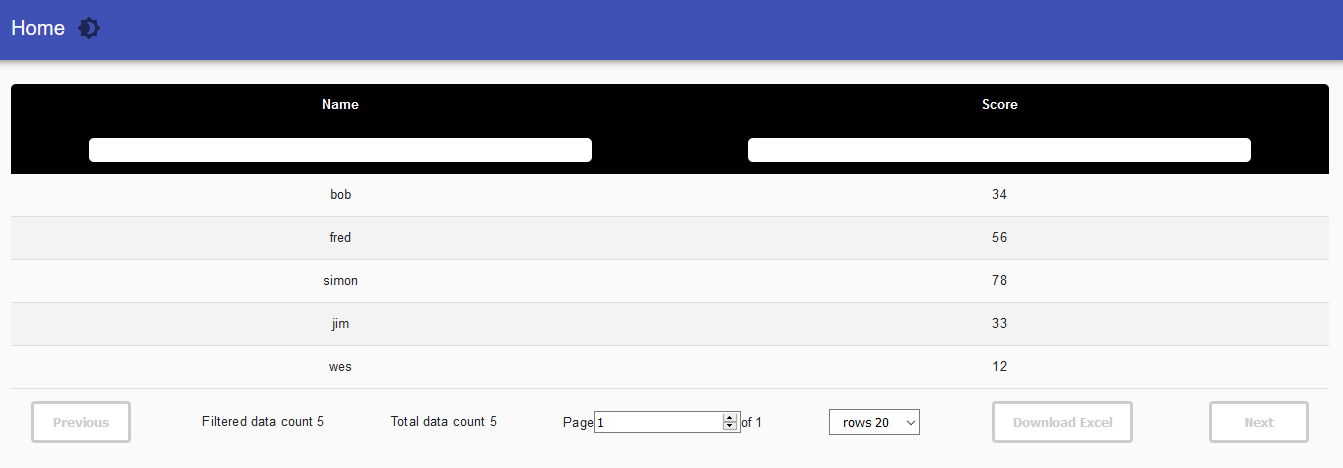 Home
Name Score
bob 34
fred 56
simon 78
jim 33
wes 12
Previous Filtered data count 5 Total data count 5 Page 1 of 1 rows 20 Download Excel Next